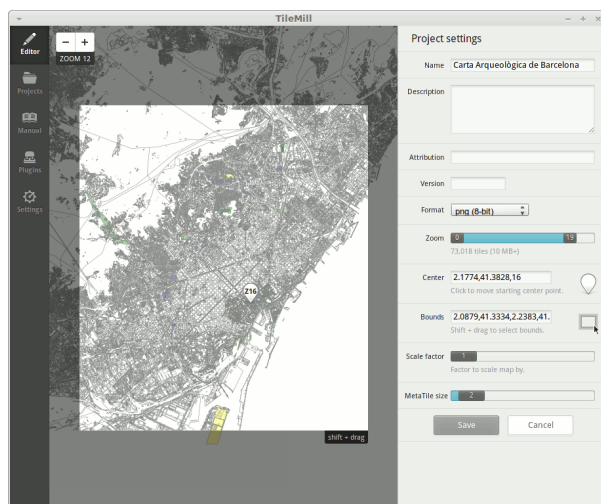 TileMill
Editor
Projects
Manual
Plugins
Settings
ZOOM 12
Z16
shift + drag
Project settings
Name Carta Arqueològica de Barcelona
Description
Attribution
Version
Format png (8-bit)
Zoom 0 19
73,018 tiles (10 MB+)
Center 2.1774,41.3828,16
Click to move starting center point.
Bounds 2.0879,41.3334,2.2383,41.
Shift + drag to select bounds.
Scale factor 1
Factor to scale map by.
MetaTile size 2
Save Cancel